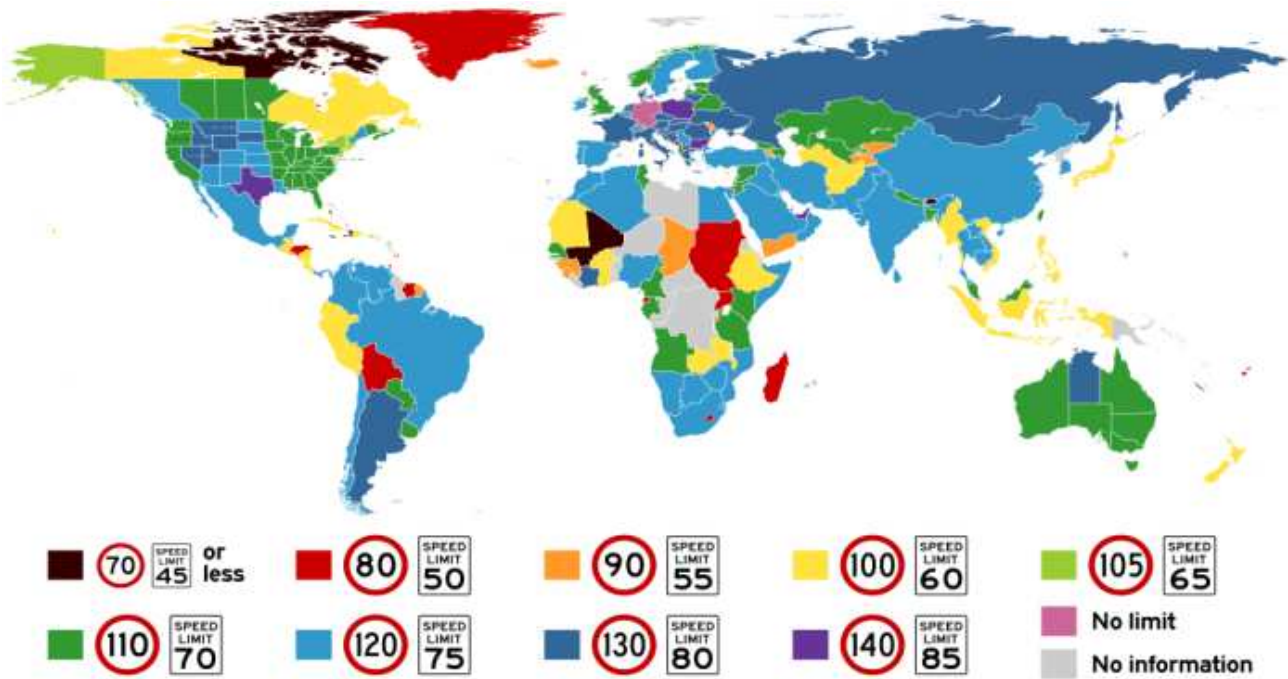 70 SPEED LIMIT 45 or less
80 SPEED LIMIT 50
90 SPEED LIMIT 55
100 SPEED LIMIT 60
105 SPEED LIMIT 65
110 SPEED LIMIT 70
120 SPEED LIMIT 75
130 SPEED LIMIT 80
140 SPEED LIMIT 85
No limit
No information